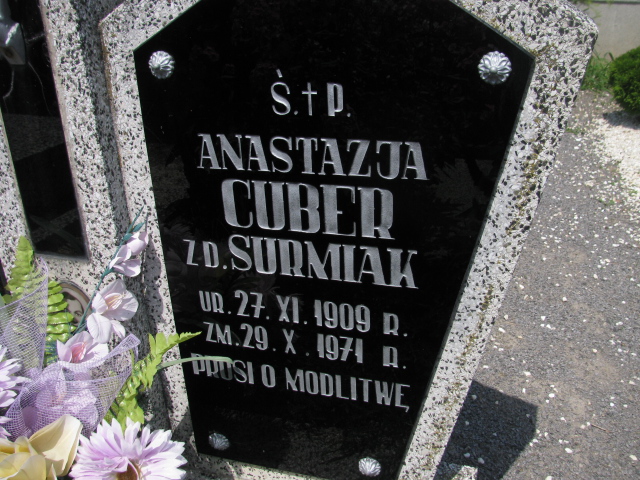 Ś.†P.
ANASTAZJA
CUBER
Z D. SURMIAK
UR. 27. XI. 1909 R.
ZM. 29. X. 1971 R.
PROSI O MODLITWĘ